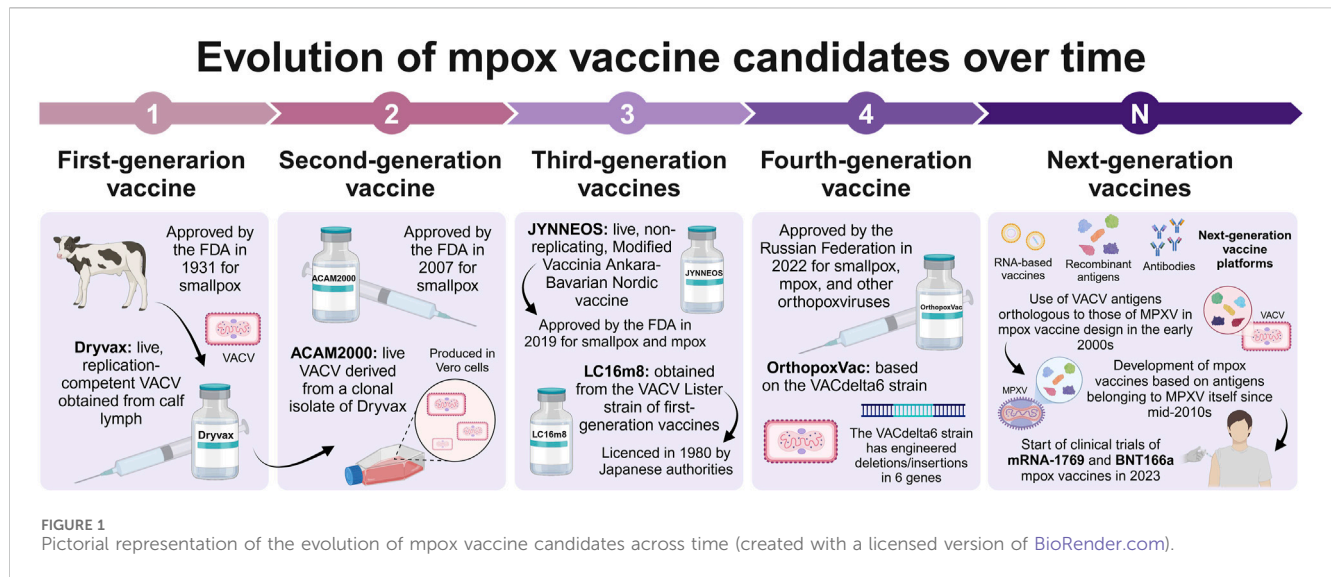 Evolution of mpox vaccine candidates over time
1
2
3
4
N
First-generarion
vaccine
Approved by
the FDA in
1931 for
smallpox
VACV
Dryvax: live,
replication-
competent VACV
obtained from calf
lymph
Dryvax
Second-generation
vaccine
ACAM2000
Approved by
the FDA in
2007 for
smallpox
ACAM2000: live
VACV derived
from a clonal
isolate of Dryvax
Produced in
Vero cells
Third-generation
vaccines
JYNNEOS: live, non-
replicating, Modified
Vaccinia Ankara-
Bavarian Nordic
vaccine
JYNNEOS
Approved by the FDA in
2019 for smallpox and mpox
LC16m8: obtained
from the VACV Lister
strain of first-
generation vaccines
LC16m8
Licenced in 1980 by
Japanese authorities
Fourth-generation
vaccine
Approved by the
Russian Federation in
2022 for smallpox,
mpox, and other
orthopoxviruses
OrthopoxVac
OrthopoxVac: based
on the VACdelta6 strain
The VACdelta6 strain
has engineered
deletions/insertions
in 6 genes
Next-generation
vaccines
RNA-based
vaccines
Recombinant
antigens
Antibodies
Next-generation
vaccine
platforms
Use of VACV antigens
orthologous to those of MPXV in
mpox vaccine design in the early
2000s
VACV
MPXV
Development of mpox
vaccines based on antigens
belonging to MPXV itself since
mid-2010s
Start of clinical trials of
mRNA-1769 and BNT166a
mpox vaccines in 2023
FIGURE 1
Pictorial representation of the evolution of mpox vaccine candidates across time (created with a licensed version of BioRender.com).